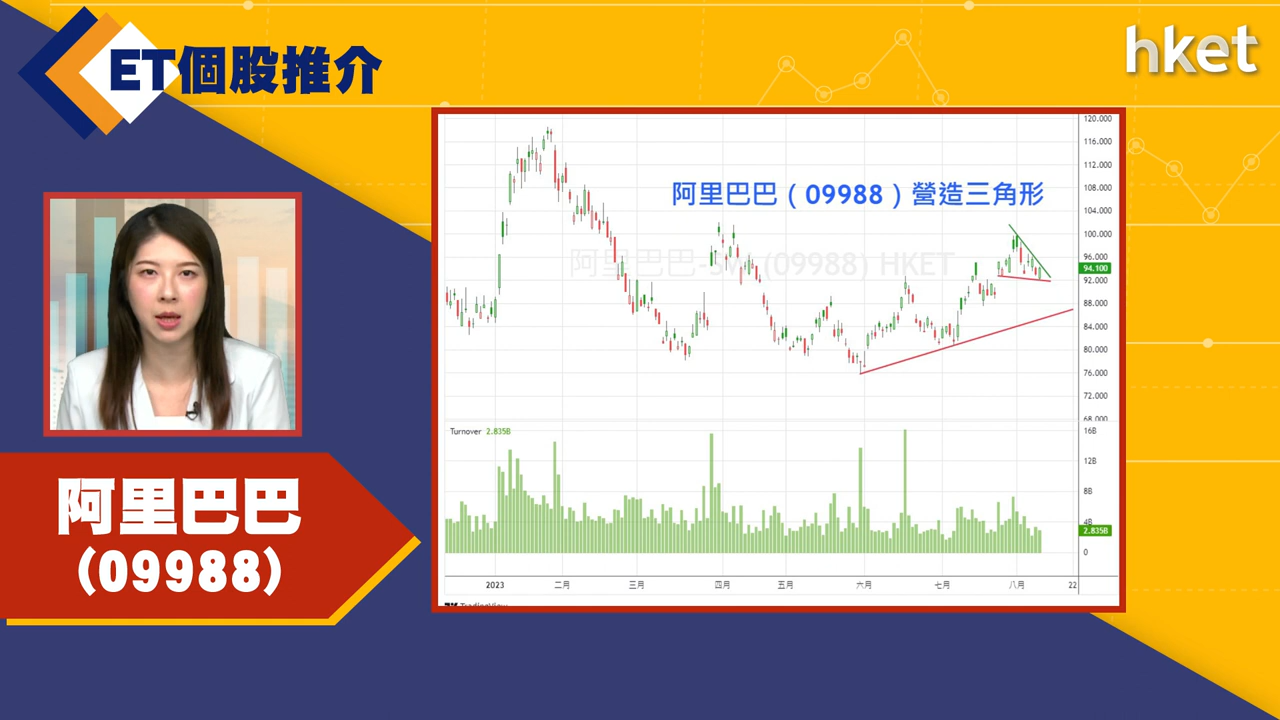 ET個股推介
hket
阿里巴巴
(09988)
阿里巴巴（09988）營造三角形
120.000
116.000
112.000
108.000
104.000
100.000
96.000
94.100
92.000
88.000
84.000
80.000
76.000
72.000
68.000
Turnover 2.835B
16B
12B
8B
4B
2.835B
0
2023 二月 三月 四月 五月 六月 七月 八月 22
TradingView